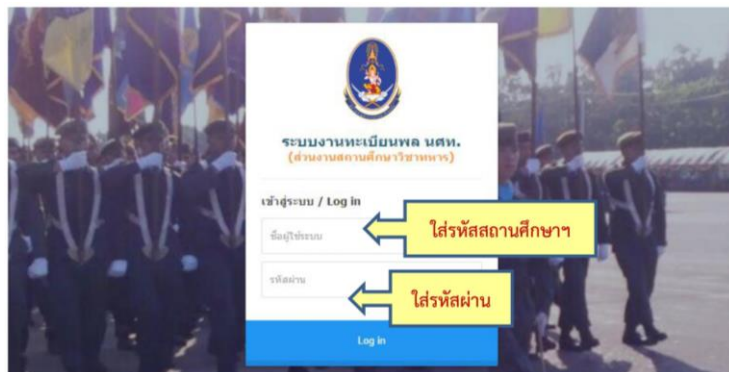 ระบบงานทะเบียนพล นศท.
(ส่วนงานสถานศึกษาวิชาทหาร)
เข้าสู่ระบบ / Log in
ชื่อผู้ใช้ระบบ
ใส่รหัสสถานศึกษาฯ
รหัสผ่าน
ใส่รหัสผ่าน
Log in